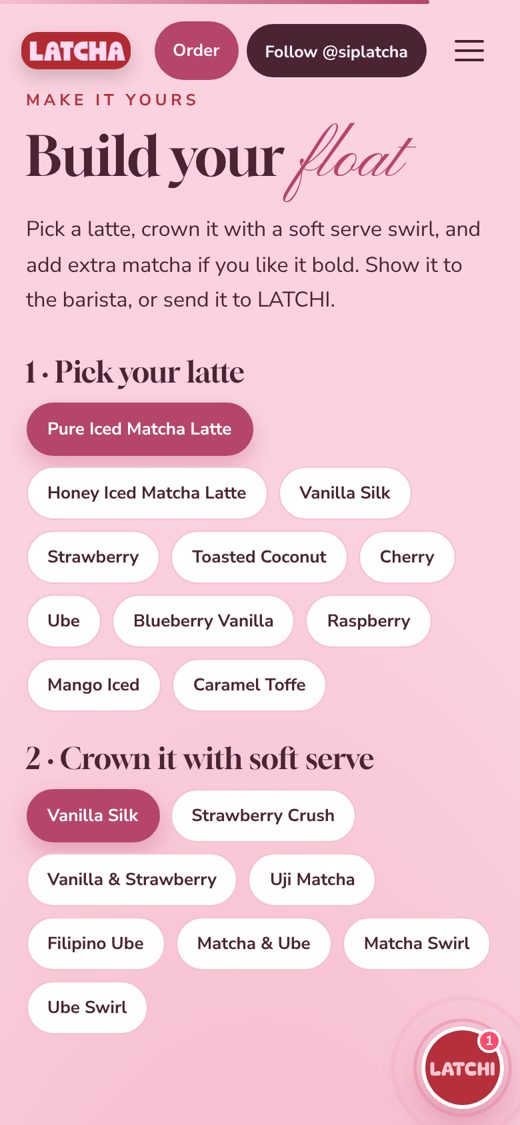 LATCHA
Order
Follow @siplatcha
MAKE IT YOURS
Build your float
Pick a latte, crown it with a soft serve swirl, and
add extra matcha if you like it bold. Show it to
the barista, or send it to LATCHI.
1 · Pick your latte
Pure Iced Matcha Latte
Honey Iced Matcha Latte
Vanilla Silk
Strawberry
Toasted Coconut
Cherry
Ube
Blueberry Vanilla
Raspberry
Mango Iced
Caramel Toffe
2 · Crown it with soft serve
Vanilla Silk
Strawberry Crush
Vanilla & Strawberry
Uji Matcha
Filipino Ube
Matcha & Ube
Matcha Swirl
Ube Swirl
1
LATCHI